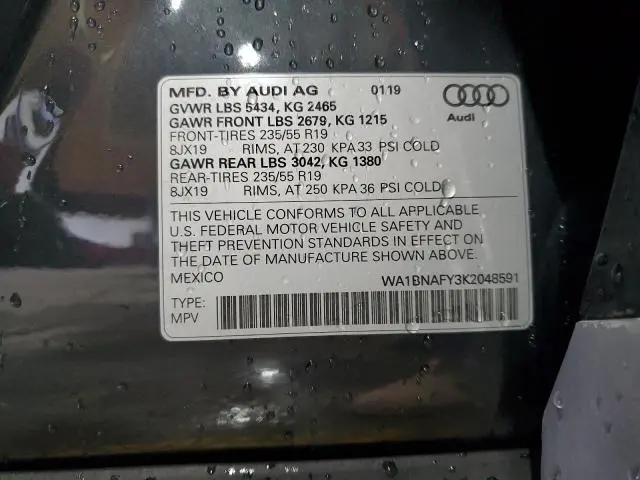 MFD. BY AUDI AG 0119
GVWR LBS 5434, KG 2465
GAWR FRONT LBS 2679, KG 1215
FRONT-TIRES 235/55 R19
8JX19 RIMS, AT 230 KPA 33 PSI COLD
GAWR REAR LBS 3042, KG 1380
REAR-TIRES 235/55 R19
8JX19 RIMS, AT 250 KPA 36 PSI COLD
Audi
THIS VEHICLE CONFORMS TO ALL APPLICABLE
U.S. FEDERAL MOTOR VEHICLE SAFETY AND
THEFT PREVENTION STANDARDS IN EFFECT ON
THE DATE OF MANUFACTURE SHOWN ABOVE.
MEXICO WA1BNAFY3K2048591
TYPE:
MPV